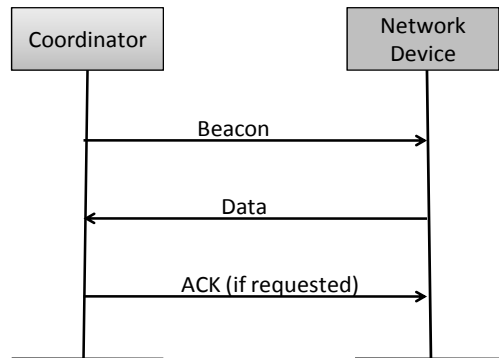 Coordinator
Network
Device
Beacon
Data
ACK (if requested)